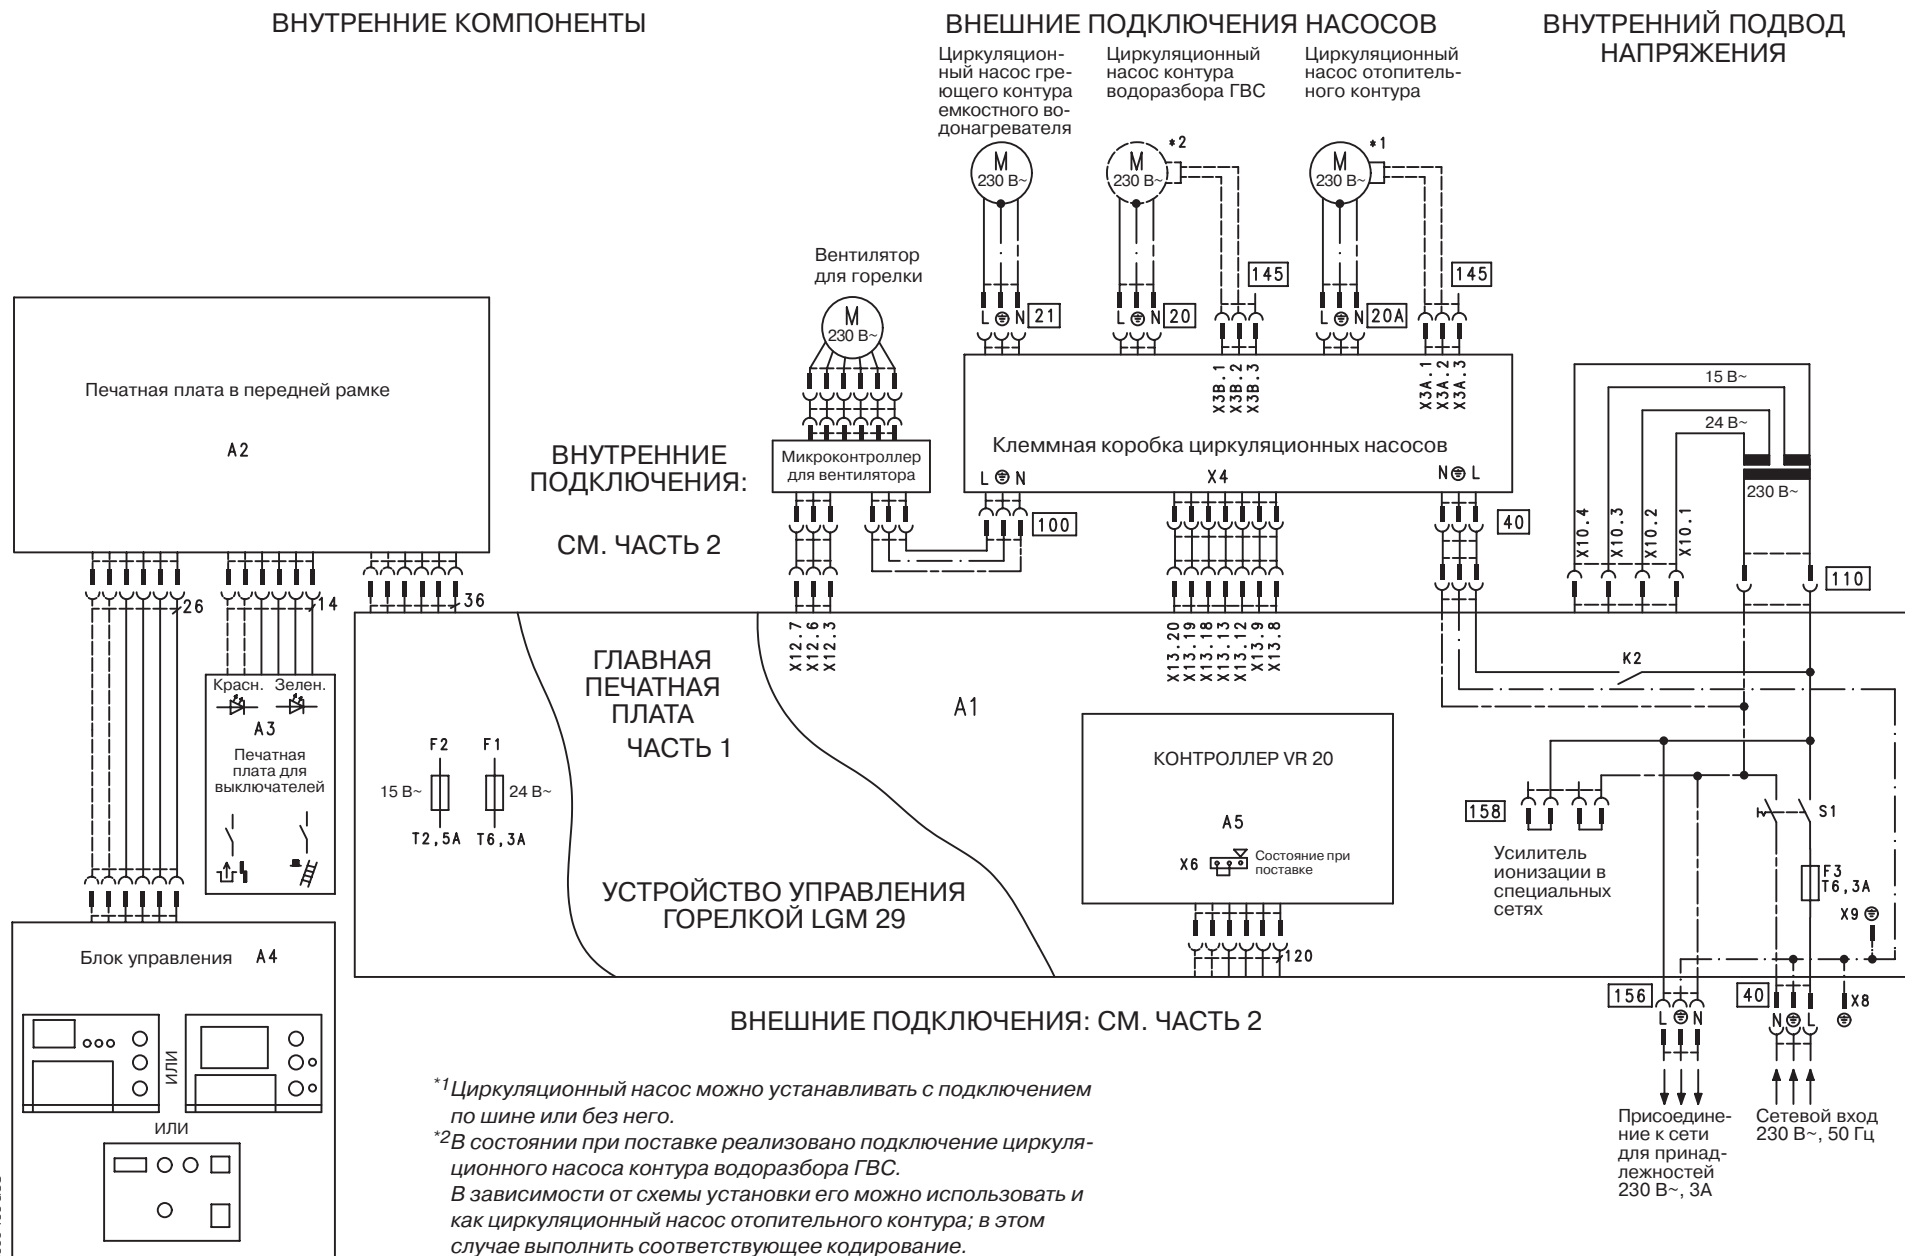 ВНУТРЕННИЕ КОМПОНЕНТЫ
ВНЕШНИЕ ПОДКЛЮЧЕНИЯ НАСОСОВ
ВНУТРЕННИЙ ПОДВОД
НАПРЯЖЕНИЯ
Циркуляцион-
ный насос гре-
ющего контура
емкостного во-
донагревателя
Циркуляционный
насос контура
водоразбора ГВС
Циркуляционный
насос отопитель-
ного контура
M
230 В~
M
230 В~
*2
M
230 В~
*1
Вентилятор
для горелки
M
230 В~
145
145
L N 21
L N 20
L N 20A
X3B.1
X3B.2
X3B.3
X3A.1
X3A.2
X3A.3
15 В~
24 В~
230 В~
Печатная плата в передней рамке
A2
ВНУТРЕННИЕ
ПОДКЛЮЧЕНИЯ:
СМ. ЧАСТЬ 2
Микроконтроллер
для вентилятора
Клеммная коробка циркуляционных насосов
L N
X4
N L
100
40
X10.4
X10.3
X10.2
X10.1
110
26
14
36
X12.7
X12.6
X12.3
X13.20
X13.19
X13.18
X13.13
X13.12
X13.9
X13.8
K2
Красн. Зелен.
A3
Печатная
плата для
выключателей
ГЛАВНАЯ
ПЕЧАТНАЯ
ПЛАТА
ЧАСТЬ 1
A1
F2 F1
15 В~
24 В~
T2,5A T6,3A
КОНТРОЛЛЕР VR 20
A5
X6
Состояние при
поставке
120
158
S1
Усилитель
ионизации в
специальных
сетях
F3
T6,3A
X9
УСТРОЙСТВО УПРАВЛЕНИЯ
ГОРЕЛКОЙ LGM 29
Блок управления A4
ИЛИ
ИЛИ
156
L N
40
N L
X8
ВНЕШНИЕ ПОДКЛЮЧЕНИЯ: СМ. ЧАСТЬ 2
Присоедине-
ние к сети
для принад-
лежностей
230 В~, 3А
Сетевой вход
230 В~, 50 Гц
*1 Циркуляционный насос можно устанавливать с подключением
по шине или без него.
*2 В состоянии при поставке реализовано подключение циркуля-
ционного насоса контура водоразбора ГВС.
В зависимости от схемы установки его можно использовать и
как циркуляционный насос отопительного контура; в этом
случае выполнить соответствующее кодирование.